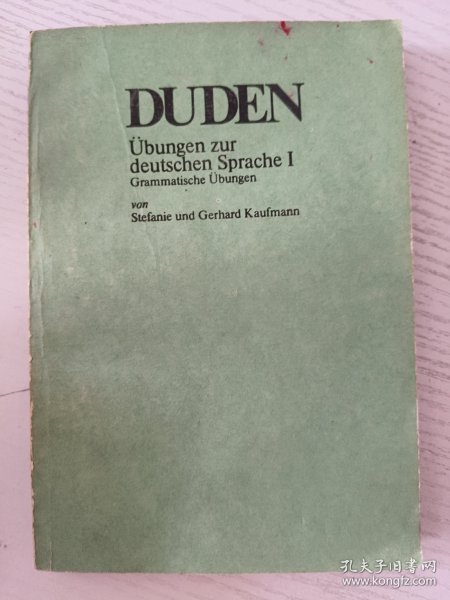 DUDEN
Übungen zur
deutschen Sprache I
Grammatische Übungen
von
Stefanie und Gerhard Kaufmann
孔夫子旧书网
www.kongfz.com